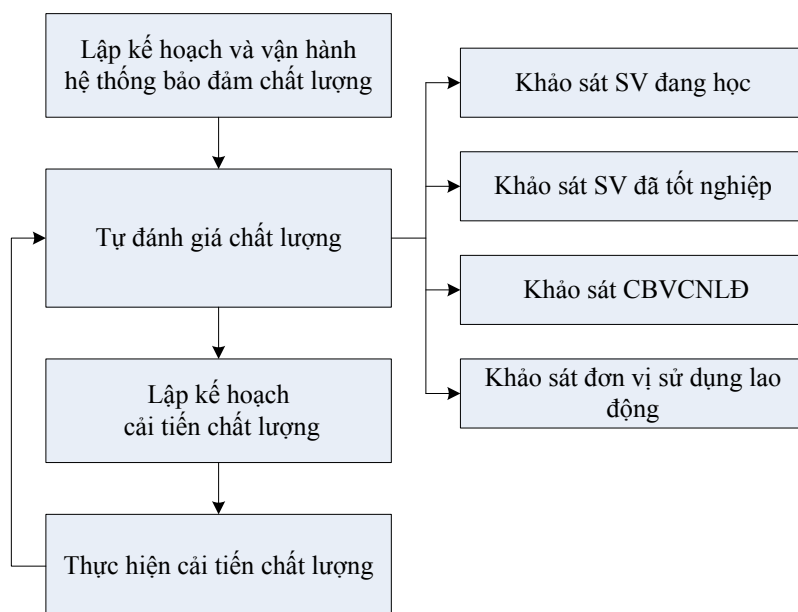 Lập kế hoạch và vận hành
hệ thống bảo đảm chất lượng
Tự đánh giá chất lượng
Lập kế hoạch
cải tiến chất lượng
Thực hiện cải tiến chất lượng
Khảo sát SV đang học
Khảo sát SV đã tốt nghiệp
Khảo sát CBVCNLĐ
Khảo sát đơn vị sử dụng lao
động